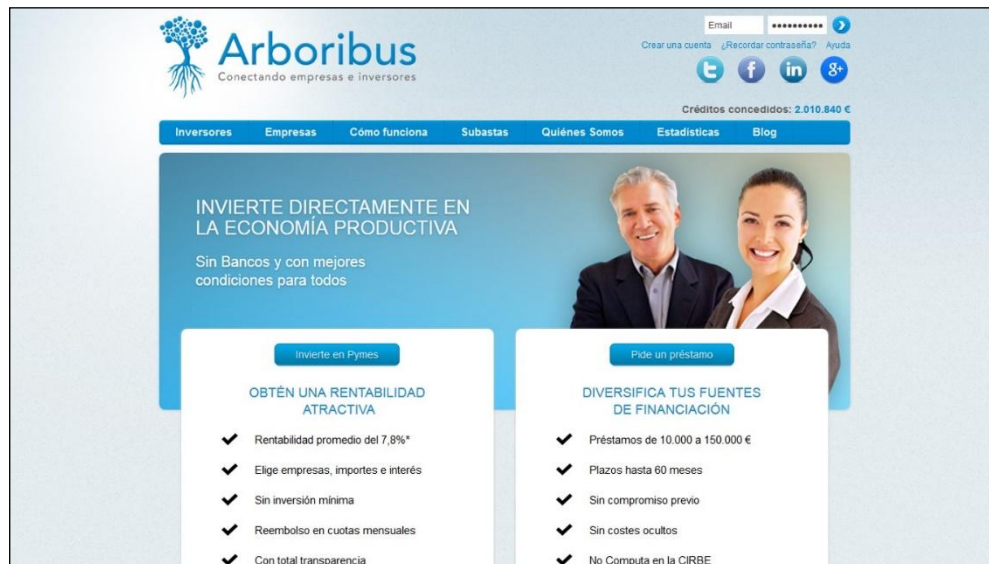 Arboribus
Conectando empresas e inversores
Email ••••••••••
Crear una cuenta ¿Recordar contraseña? Ayuda
Créditos concedidos: 2.010.840 €
Inversores Empresas Cómo funciona Subastas Quiénes Somos Estadísticas Blog
INVIERTE DIRECTAMENTE EN
LA ECONOMÍA PRODUCTIVA
Sin Bancos y con mejores
condiciones para todos
Invierte en Pymes
OBTÉN UNA RENTABILIDAD
ATRACTIVA
Rentabilidad promedio del 7,8%*
Elige empresas, importes e interés
Sin inversión mínima
Reembolso en cuotas mensuales
Con total transparencia
Pide un préstamo
DIVERSIFICA TUS FUENTES
DE FINANCIACIÓN
Préstamos de 10.000 a 150.000 €
Plazos hasta 60 meses
Sin compromiso previo
Sin costes ocultos
No Computa en la CIRBE